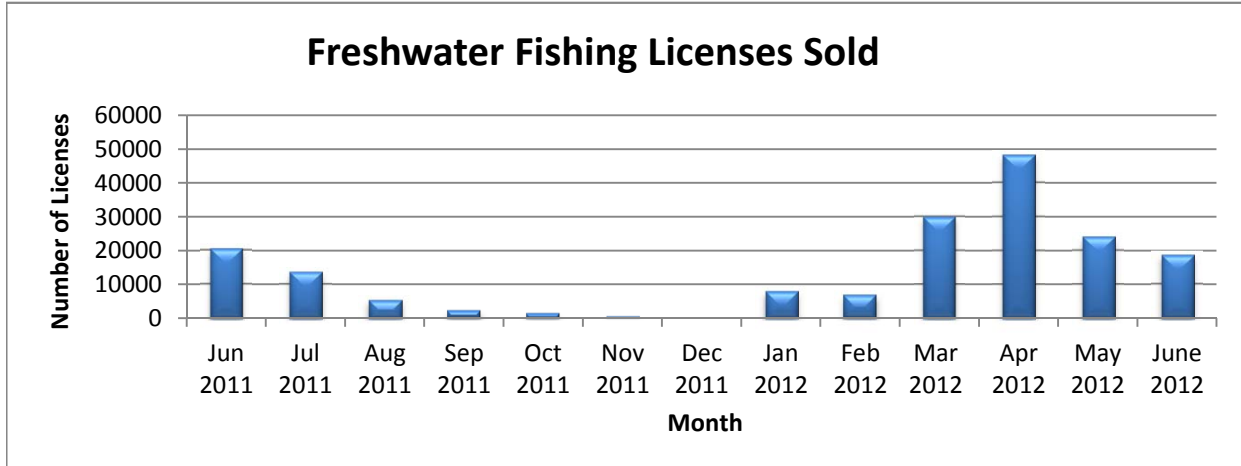 Freshwater Fishing Licenses Sold
Number of Licenses
60000
50000
40000
30000
20000
10000
0
Jun Jul Aug Sep Oct Nov Dec Jan Feb Mar Apr May June
2011 2011 2011 2011 2011 2011 2011 2012 2012 2012 2012 2012 2012
Month